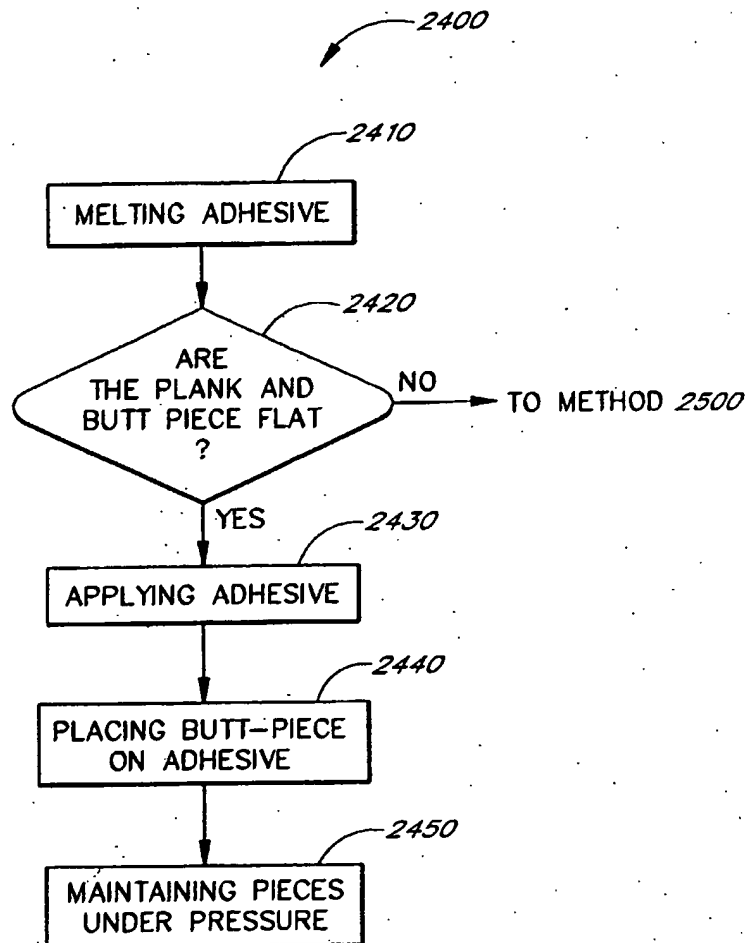 2400
2410
MELTING ADHESIVE
2420
ARE
THE PLANK AND
BUTT PIECE FLAT
?
NO
TO METHOD 2500
YES
2430
APPLYING ADHESIVE
2440
PLACING BUTT-PIECE
ON ADHESIVE
2450
MAINTAINING PIECES
UNDER PRESSURE